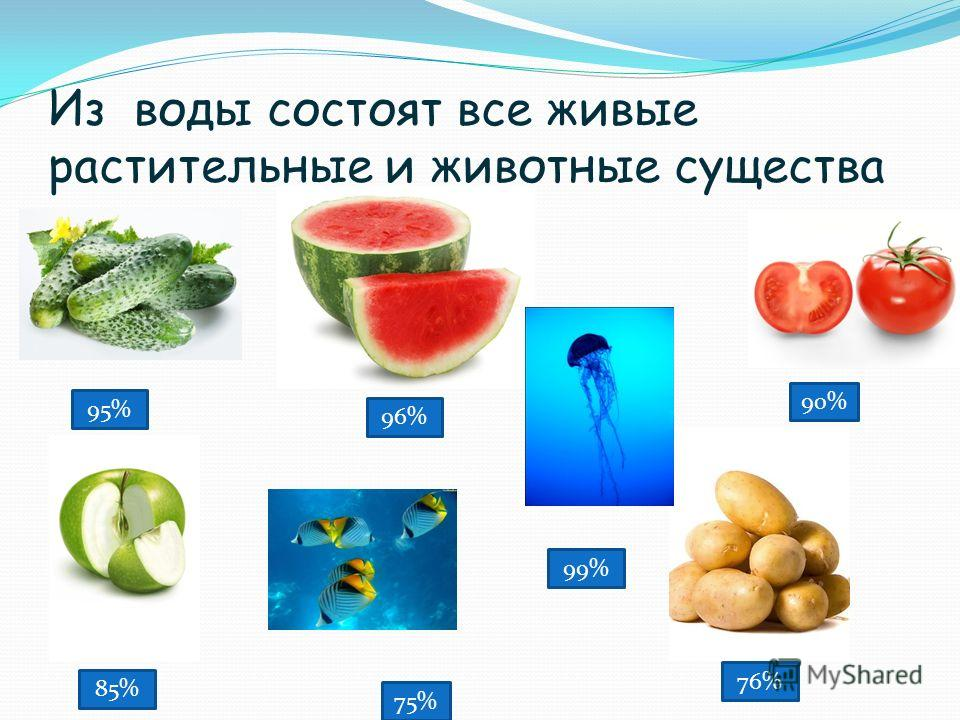 Из воды состоят все живые
растительные и животные существа
95%
96%
90%
99%
85%
75%
76%
MyShared